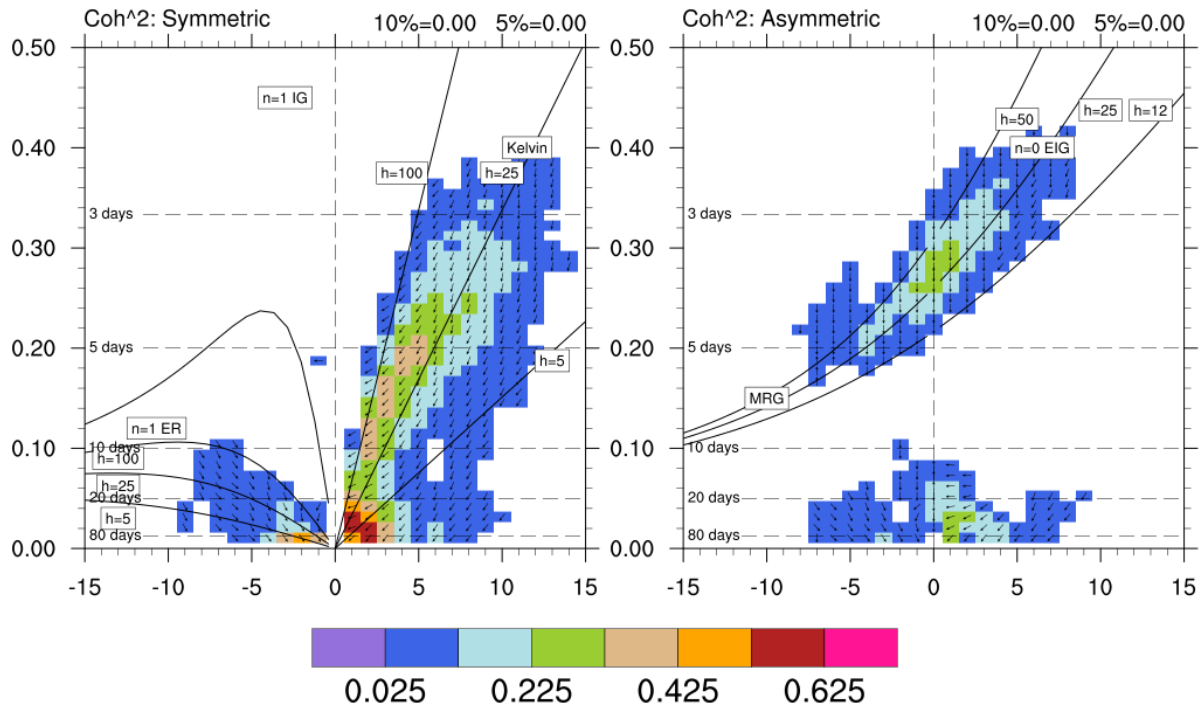 Coh^2: Symmetric 10%=0.00 5%=0.00
Coh^2: Asymmetric 10%=0.00 5%=0.00
0.50
0.40
0.30
0.20
0.10
0.00
n=1 IG
Kelvin
h=100
h=25
3 days
5 days
h=5
n=1 ER
10 days
h=100
h=25
20 days
h=5
80 days
-15 -10 -5 0 5 10 15
0.50
0.40
0.30
0.20
0.10
0.00
h=50
h=25
h=12
n=0 EIG
3 days
5 days
MRG
10 days
20 days
80 days
-15 -10 -5 0 5 10 15
0.025 0.225 0.425 0.625